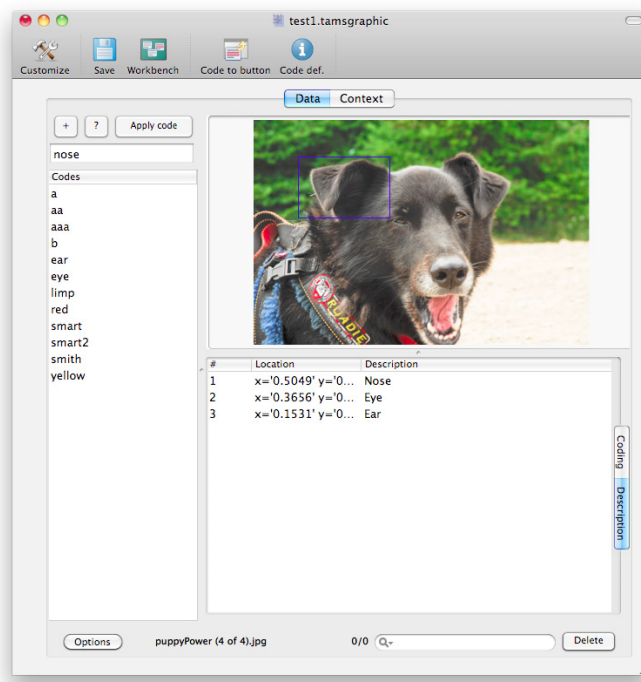 test1.tamsgraphic
Customize Save Workbench Code to button Code def.
Data Context
+ ? Apply code
nose
Codes
a
aa
aaa
b
ear
eye
limp
red
smart
smart2
smith
yellow
ROADIE
# Location Description
1 x='0.5049' y='0... Nose
2 x='0.3656' y='0... Eye
3 x='0.1531' y='0... Ear
Coding
Description
Options puppyPower (4 of 4).jpg 0/0 Delete